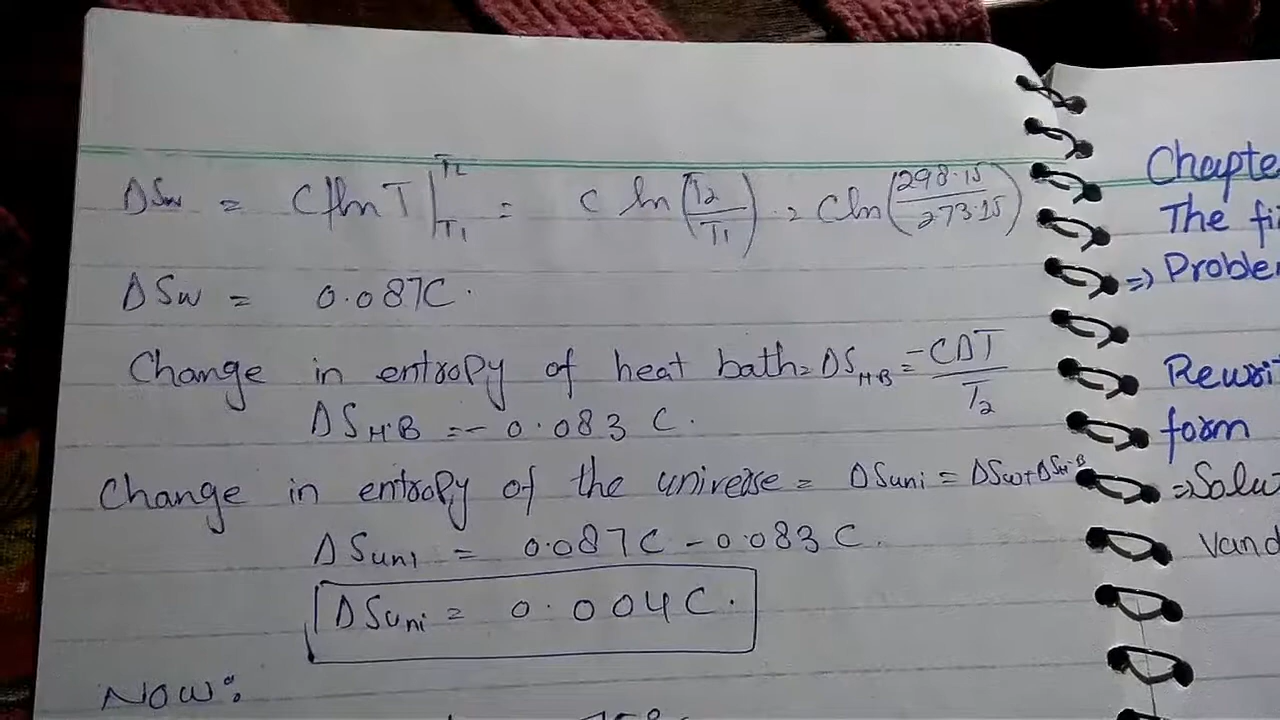 ΔSw = C ln T |T2 T1 = C ln (T2/T1) = C ln (298.15/273.15)
ΔSw = 0.087C.
Change in entropy of heat bath = ΔSH.B = -CΔT/T2
ΔSH.B = -0.083 C.
Change in entropy of the universe = ΔSuni = ΔSw+ΔSH.B
ΔSuni = 0.087C - 0.083 C.
ΔSuni = 0.004C.
Now:
Chapte
The fi
=> Proble
Rewri
form
=> Solu
Vand